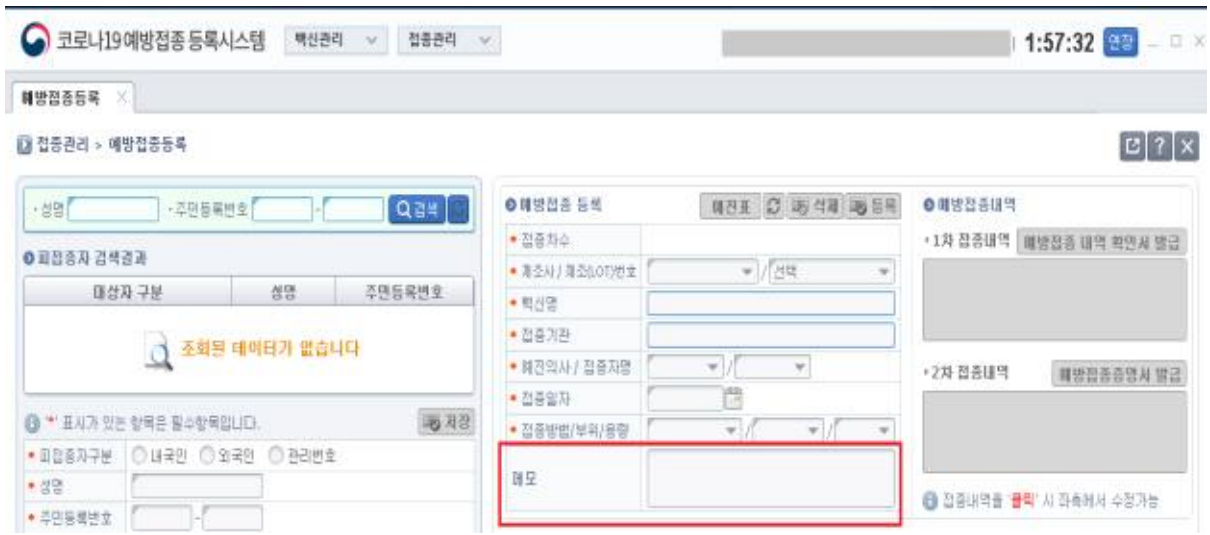 코로나19예방접종등록시스템 백신관리 접종관리 1:57:32 연장
예방접종등록
접종관리 > 예방접종등록
·성명 ·주민등록번호 - 검색
피접종자 검색결과
대상자 구분 성명 주민등록번호
조회된 데이터가 없습니다
'*' 표시가 있는 항목은 필수항목입니다. 저장
피접종자구분 내국인 외국인 관리번호
성명
주민등록번호 -
예방접종 등록 예진표 삭제 등록
접종차수
제조사 / 제조(LOT)번호 / 선택
백신명
접종기관
예진의사 / 접종자명 /
접종일자
접종방법/부위/용량 / /
메모
예방접종내역
1차 접종내역 예방접종 내역 확인서 발급
2차 접종내역 예방접종증명서 발급
접종내역을 '클릭' 시 좌측에서 수정가능